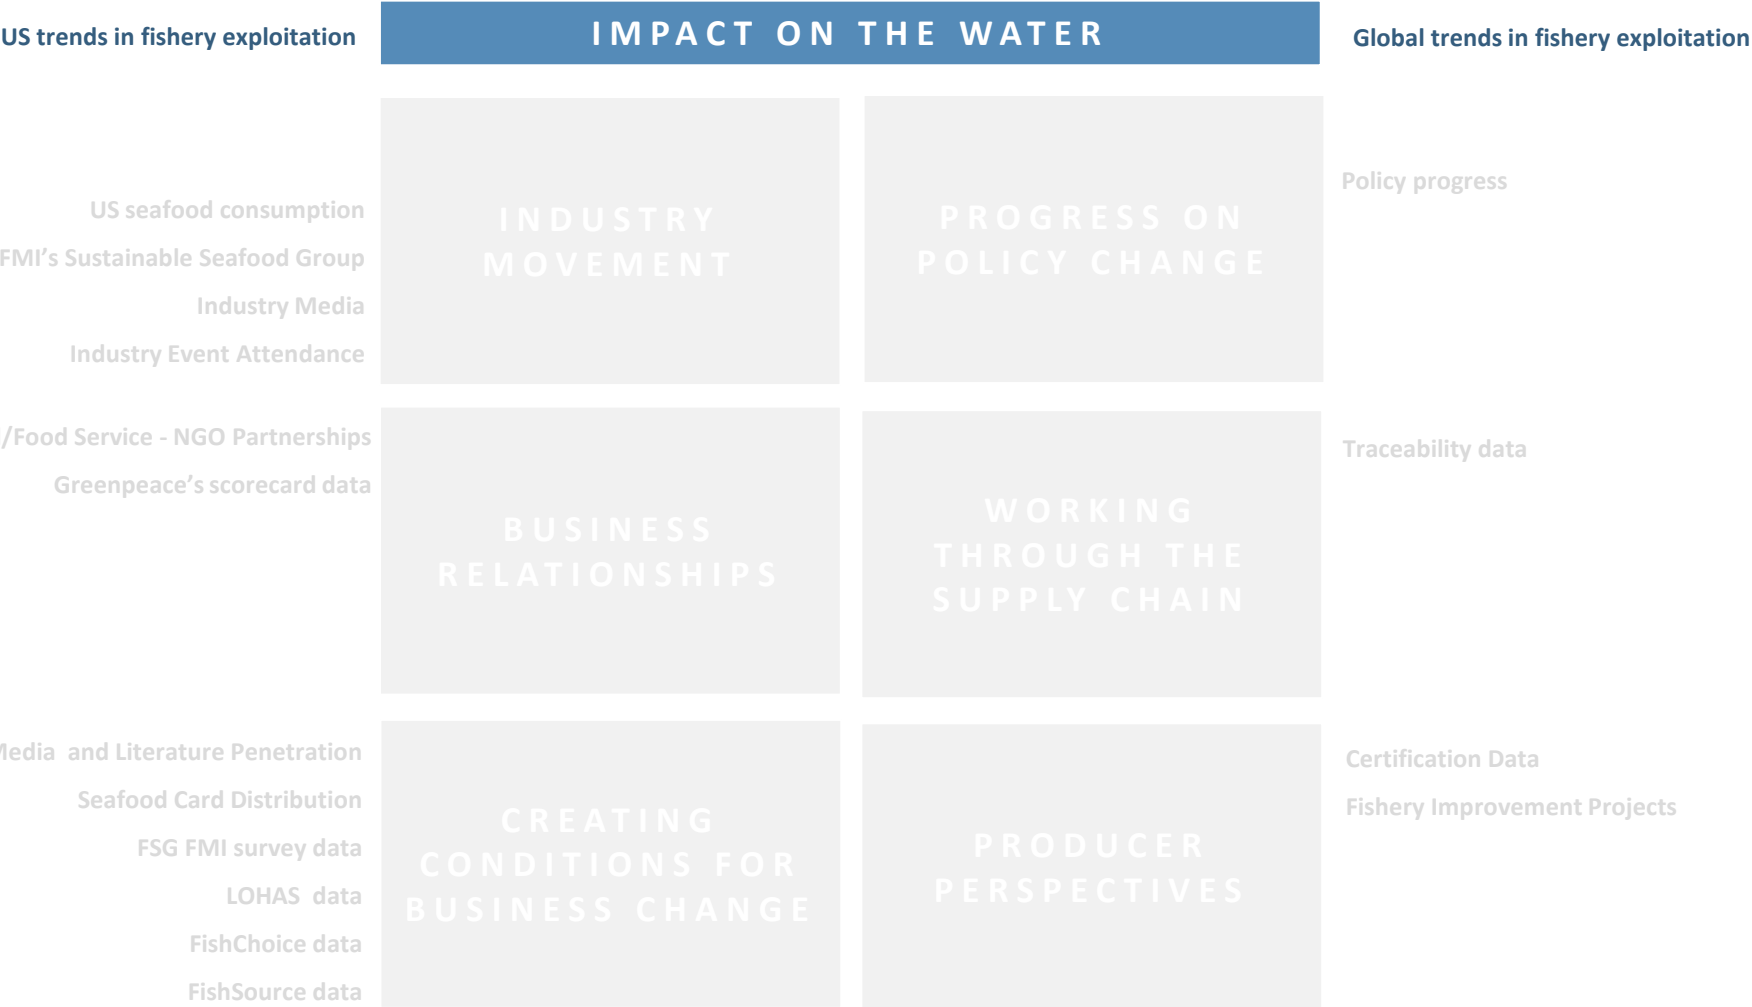 US trends in fishery exploitation
IMPACT ON THE WATER
Global trends in fishery exploitation
US seafood consumption
FMI's Sustainable Seafood Group
Industry Media
Industry Event Attendance
INDUSTRY
MOVEMENT
PROGRESS ON
POLICY CHANGE
Policy progress
/Food Service - NGO Partnerships
Greenpeace's scorecard data
BUSINESS
RELATIONSHIPS
WORKING
THROUGH THE
SUPPLY CHAIN
Traceability data
Media and Literature Penetration
Seafood Card Distribution
FSG FMI survey data
LOHAS data
FishChoice data
FishSource data
CREATING
CONDITIONS FOR
BUSINESS CHANGE
PRODUCER
PERSPECTIVES
Certification Data
Fishery Improvement Projects